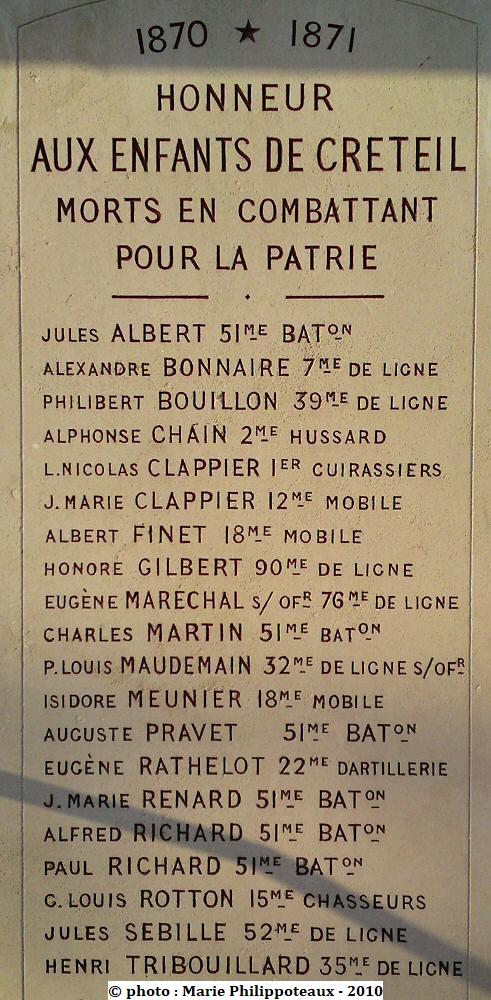 1870 ★ 1871
HONNEUR
AUX ENFANTS DE CRETEIL
MORTS EN COMBATTANT
POUR LA PATRIE
JULES ALBERT 51ME BATON
ALEXANDRE BONNAIRE 7ME DE LIGNE
PHILIBERT BOUILLON 39ME DE LIGNE
ALPHONSE CHAIN 2ME HUSSARD
L.NICOLAS CLAPPIER 1ER CUIRASSIERS
J.MARIE CLAPPIER 12ME MOBILE
ALBERT FINET 18ME MOBILE
HONORE GILBERT 90ME DE LIGNE
EUGÈNE MARECHAL S/OFR 76ME DE LIGNE
CHARLES MARTIN 51ME BATON
P.LOUIS MAUDEMAIN 32ME DE LIGNE S/OFR
ISIDORE MEUNIER 18ME MOBILE
AUGUSTE PRAVET 51ME BATON
EUGÈNE RATHELOT 22ME DARTILLERIE
J.MARIE RENARD 51ME BATON
ALFRED RICHARD 51ME BATON
PAUL RICHARD 51ME BATON
C.LOUIS ROTTON 15ME CHASSEURS
JULES SEBILLE 52ME DE LIGNE
HENRI TRIBOUILLARD 35ME DE LIGNE
© photo : Marie Philippoteaux - 2010